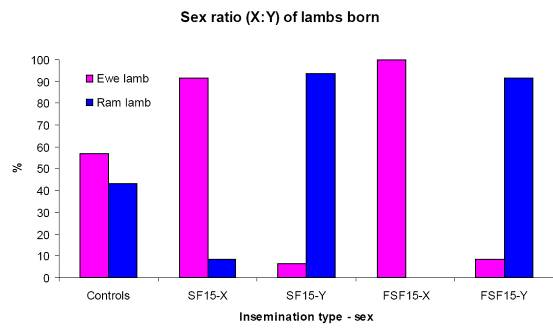 Sex ratio (X:Y) of lambs born
100
90
80
70
60
50
40
30
20
10
0
%
Ewe lamb
Ram lamb
Controls SF15-X SF15-Y FSF15-X FSF15-Y
Insemination type - sex